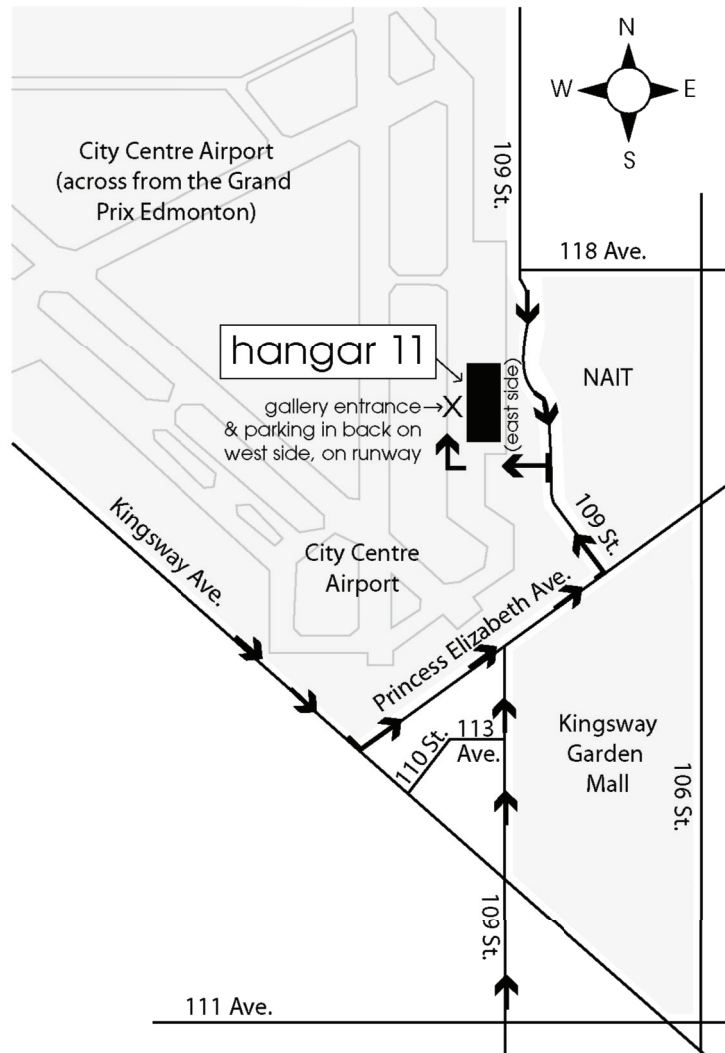 N
W
E
S
City Centre Airport
(across from the Grand
Prix Edmonton)
109 St.
118 Ave.
hangar 11
NAIT
(east side)
gallery entrance
& parking in back on
west side, on runway
X
109 St.
Kingsway Ave.
City Centre
Airport
Princess Elizabeth Ave.
113
Ave.
110 St.
Kingsway
Garden
Mall
106 St.
109 St.
111 Ave.